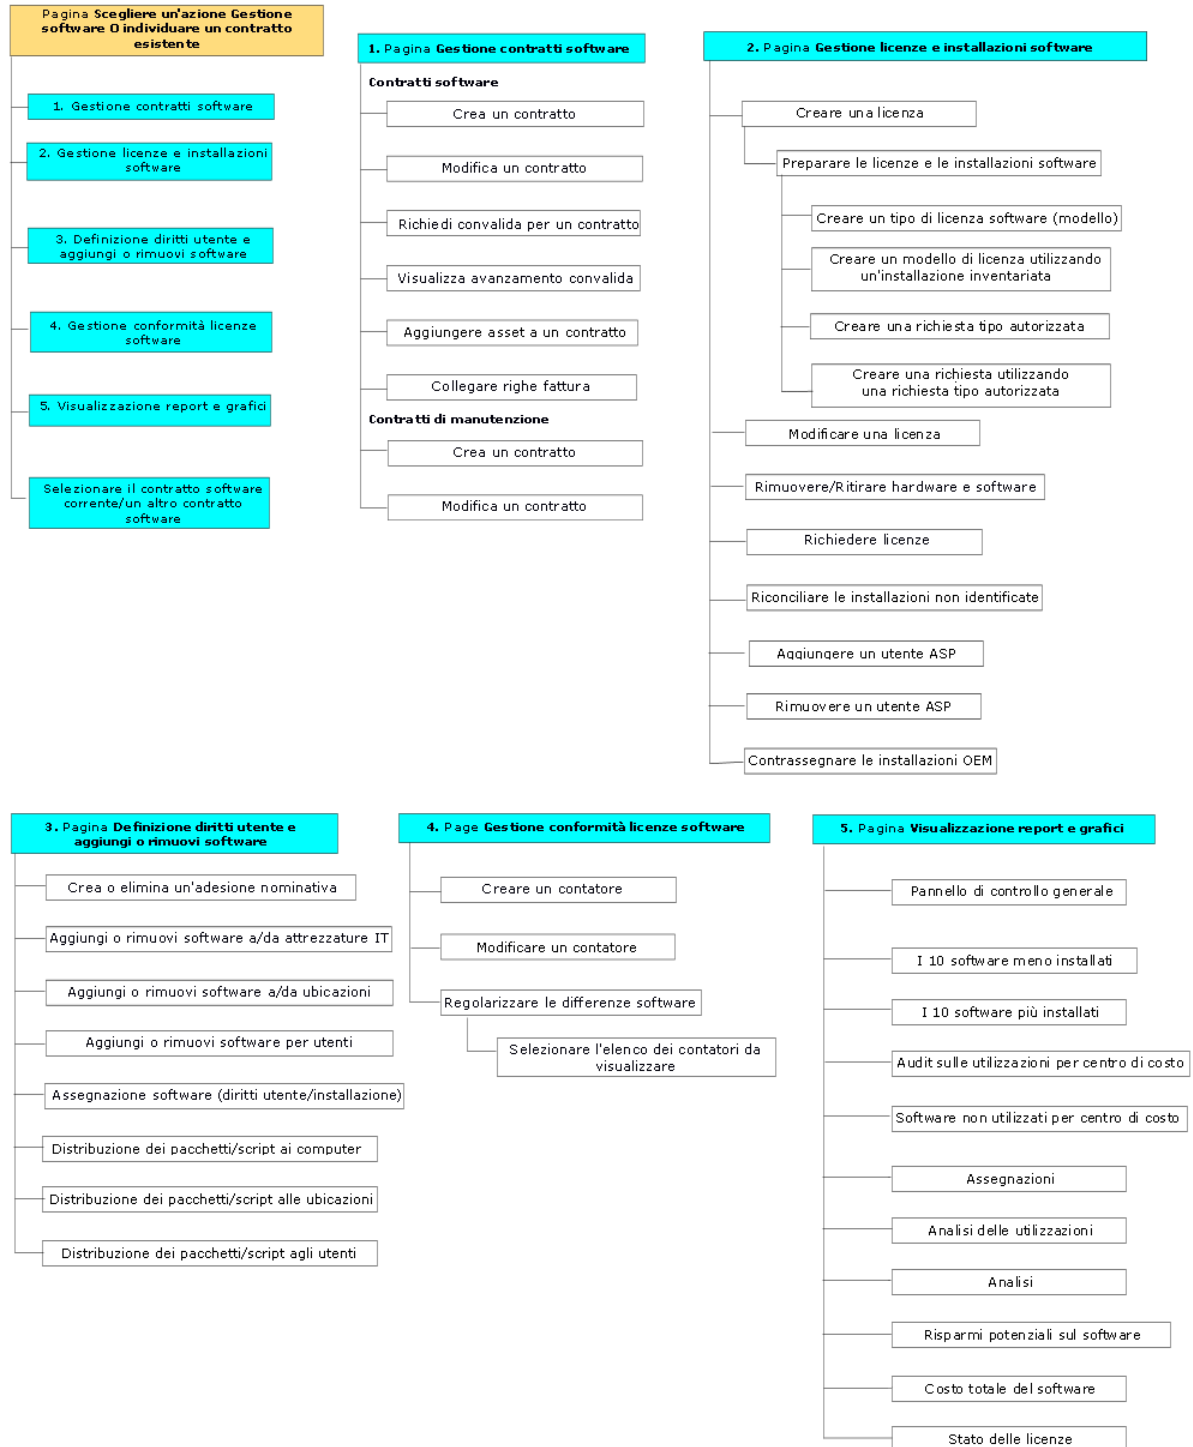 Pagina Scegliere un'azione Gestione
software O individuare un contratto
esistente
1. Gestione contratti software
2. Gestione licenze e installazioni
software
3. Definizione diritti utente e
aggiungi o rimuovi software
4. Gestione conformità licenze
software
5. Visualizzazione report e grafici
Selezionare il contratto software
corrente/un altro contratto
software
1. Pagina Gestione contratti software
Contratti software
Crea un contratto
Modifica un contratto
Richiedi convalida per un contratto
Visualizza avanzamento convalida
Aggiungere asset a un contratto
Collegare righe fattura
Contratti di manutenzione
Crea un contratto
Modifica un contratto
2. Pagina Gestione licenze e installazioni software
Creare una licenza
Preparare le licenze e le installazioni software
Creare un tipo di licenza software (modello)
Creare un modello di licenza utilizzando
un'installazione inventariata
Creare una richiesta tipo autorizzata
Creare una richiesta utilizzando
una richiesta tipo autorizzata
Modificare una licenza
Rimuovere/Ritirare hardware e software
Richiedere licenze
Riconciliare le installazioni non identificate
Aggiungere un utente ASP
Rimuovere un utente ASP
Contrassegnare le installazioni OEM
3. Pagina Definizione diritti utente e
aggiungi o rimuovi software
Crea o elimina un'adesione nominativa
Aggiungi o rimuovi software a/da attrezzature IT
Aggiungi o rimuovi software a/da ubicazioni
Aggiungi o rimuovi software per utenti
Assegnazione software (diritti utente/installazione)
Distribuzione dei pacchetti/script ai computer
Distribuzione dei pacchetti/script alle ubicazioni
Distribuzione dei pacchetti/script agli utenti
4. Page Gestione conformità licenze software
Creare un contatore
Modificare un contatore
Regolarizzare le differenze software
Selezionare l'elenco dei contatori da
visualizzare
5. Pagina Visualizzazione report e grafici
Pannello di controllo generale
I 10 software meno installati
I 10 software più installati
Audit sulle utilizzazioni per centro di costo
Software non utilizzati per centro di costo
Assegnazioni
Analisi delle utilizzazioni
Analisi
Risparmi potenziali sul software
Costo totale del software
Stato delle licenze